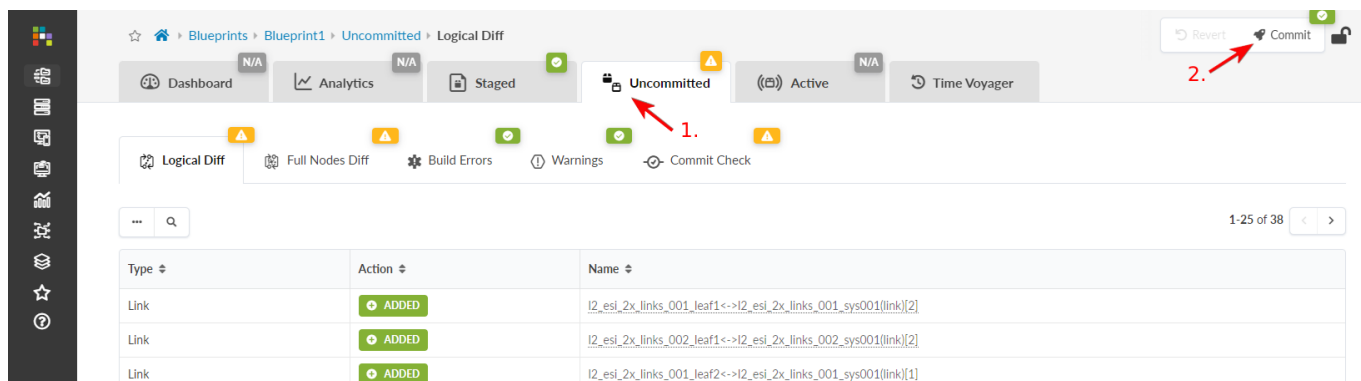 Blueprints Blueprint1 Uncommitted Logical Diff
Revert Commit
2.
N/A N/A N/A
Dashboard Analytics Staged Uncommitted Active Time Voyager
1.
Logical Diff Full Nodes Diff Build Errors Warnings Commit Check
1-25 of 38
Type Action Name
Link ADDED l2_esi_2x_links_001_leaf1<->l2_esi_2x_links_001_sys001(link)[2]
Link ADDED l2_esi_2x_links_002_leaf1<->l2_esi_2x_links_002_sys001(link)[2]
Link ADDED l2_esi_2x_links_001_leaf2<->l2_esi_2x_links_001_sys001(link)[1]